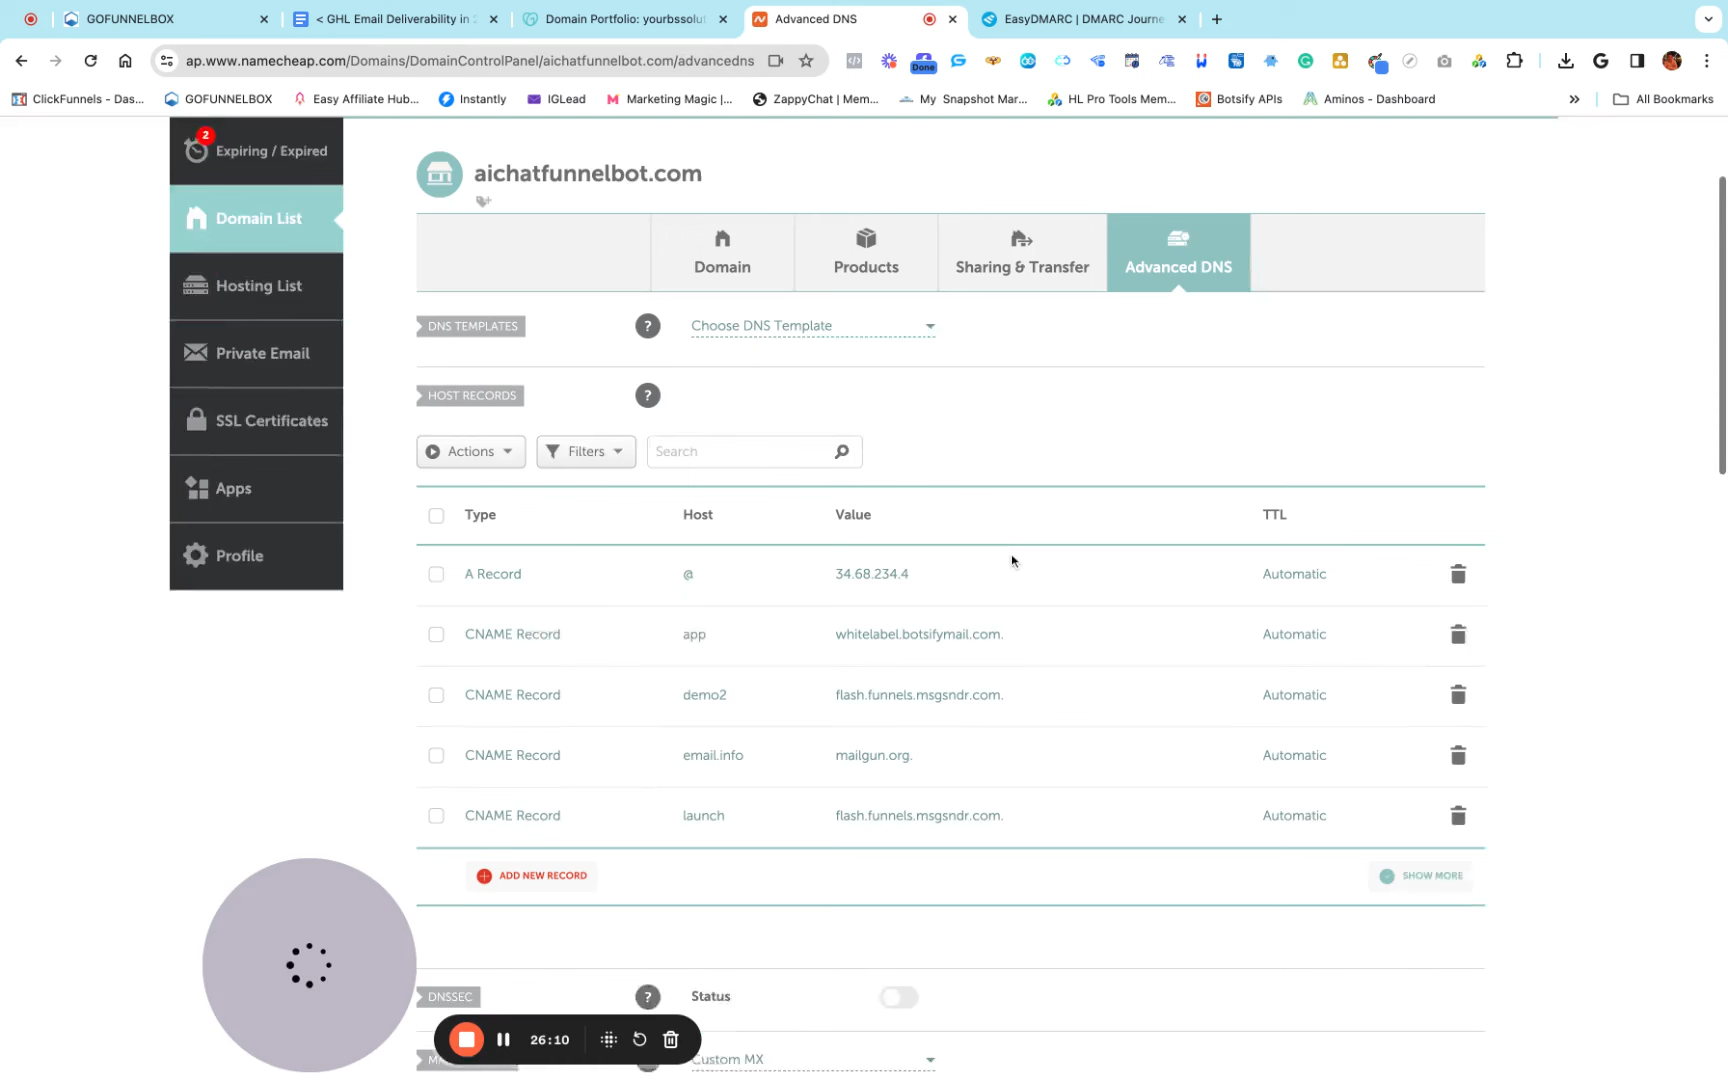 GOFUNNELBOX
< GHL Email Deliverability in 2
Domain Portfolio: yourbssolut
Advanced DNS
EasyDMARC | DMARC Journe
ap.www.namecheap.com/Domains/DomainControlPanel/aichatfunnelbot.com/advancedns
Done
ClickFunnels - Das...
GOFUNNELBOX
Easy Affiliate Hub...
Instantly
IGLead
Marketing Magic |...
ZappyChat | Mem...
My Snapshot Mar...
HL Pro Tools Mem...
Botsify APIs
Aminos - Dashboard
»
All Bookmarks
2
Expiring / Expired
Domain List
Hosting List
Private Email
SSL Certificates
Apps
Profile
aichatfunnelbot.com
Domain
Products
Sharing & Transfer
Advanced DNS
DNS TEMPLATES
?
Choose DNS Template
HOST RECORDS
?
Actions
Filters
Search
Type Host Value TTL
A Record @ 34.68.234.4 Automatic
CNAME Record app whitelabel.botsifymail.com. Automatic
CNAME Record demo2 flash.funnels.msgsndr.com. Automatic
CNAME Record email.info mailgun.org. Automatic
CNAME Record launch flash.funnels.msgsndr.com. Automatic
ADD NEW RECORD
SHOW MORE
DNSSEC
?
Status
26:10
Custom MX